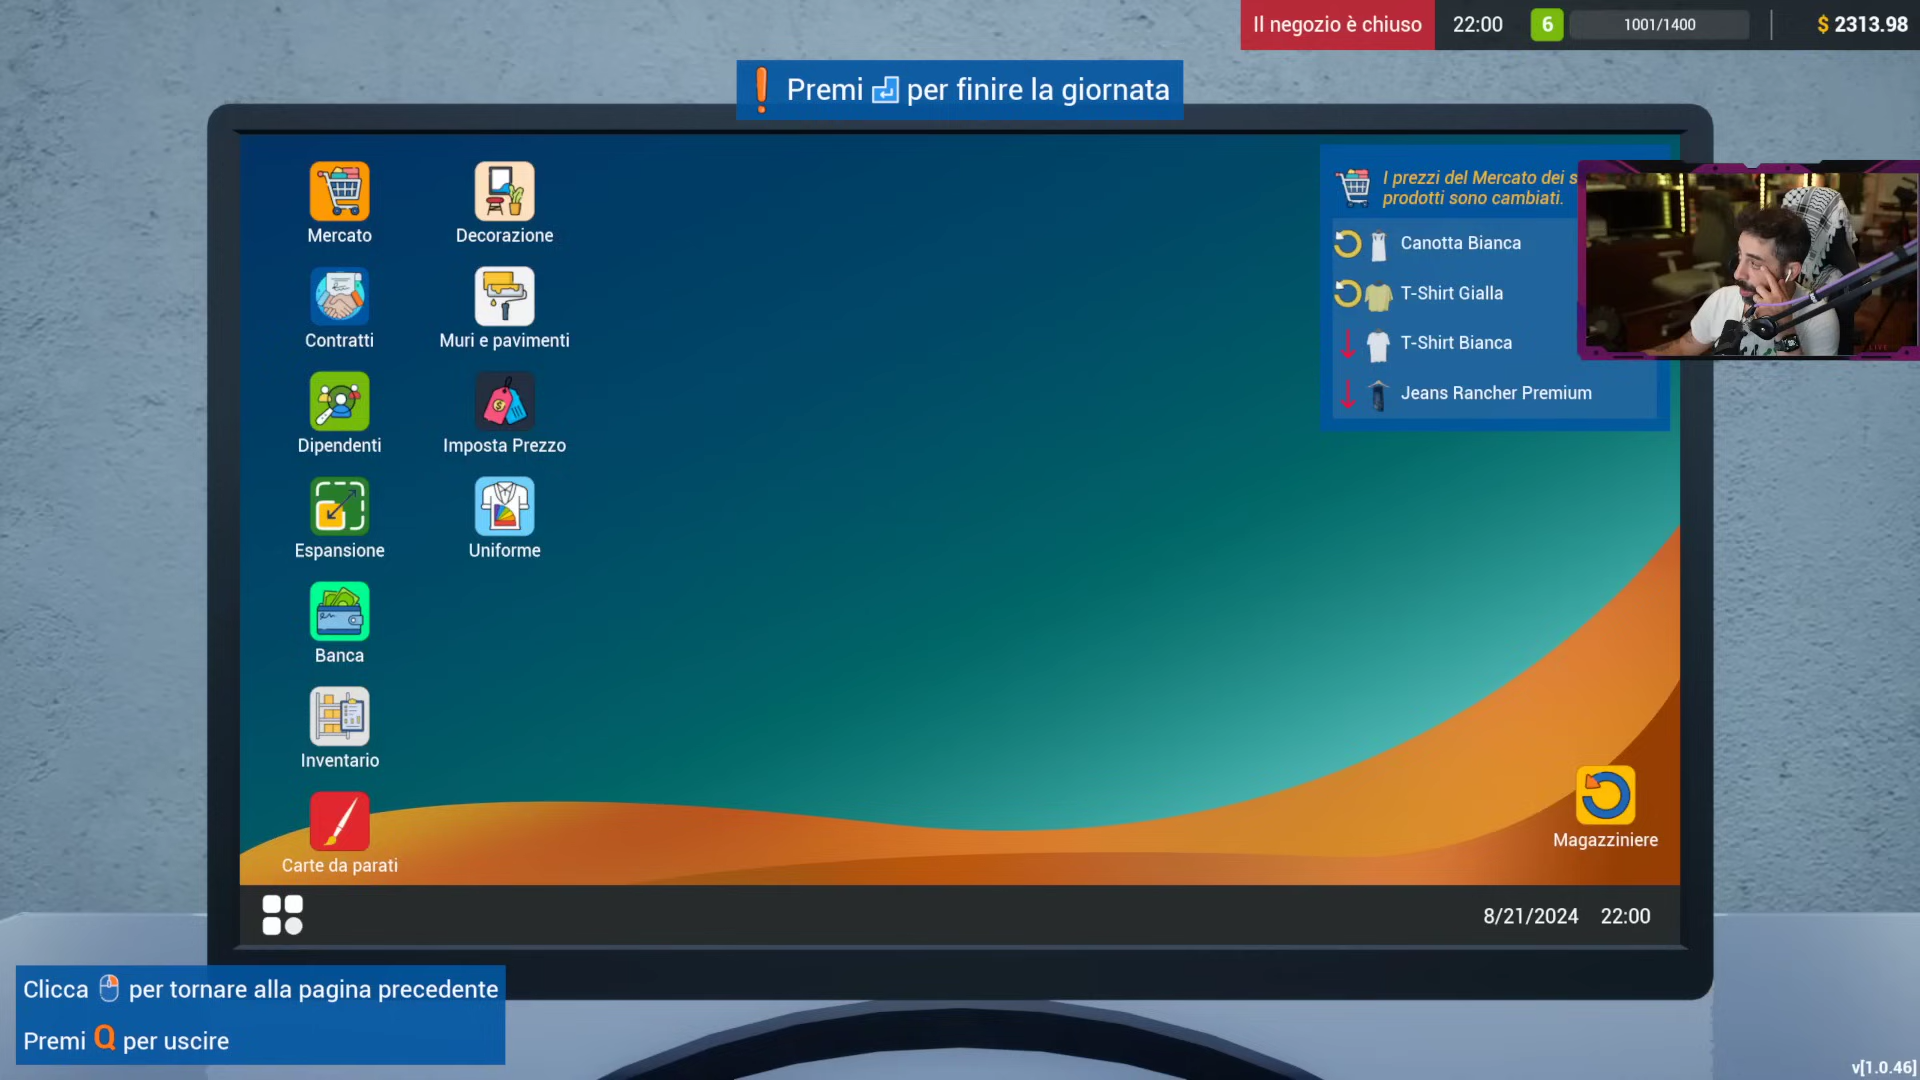 Il negozio è chiuso
22:00
6
1001/1400
$ 2313.98
Premi per finire la giornata
Mercato
Decorazione
Contratti
Muri e pavimenti
Dipendenti
Imposta Prezzo
Espansione
Uniforme
Banca
Inventario
Carte da parati
I prezzi del Mercato dei s
prodotti sono cambiati.
Canotta Bianca
T-Shirt Gialla
T-Shirt Bianca
Jeans Rancher Premium
Magazziniere
8/21/2024 22:00
Clicca per tornare alla pagina precedente
Premi Q per uscire
v[1.0.46]